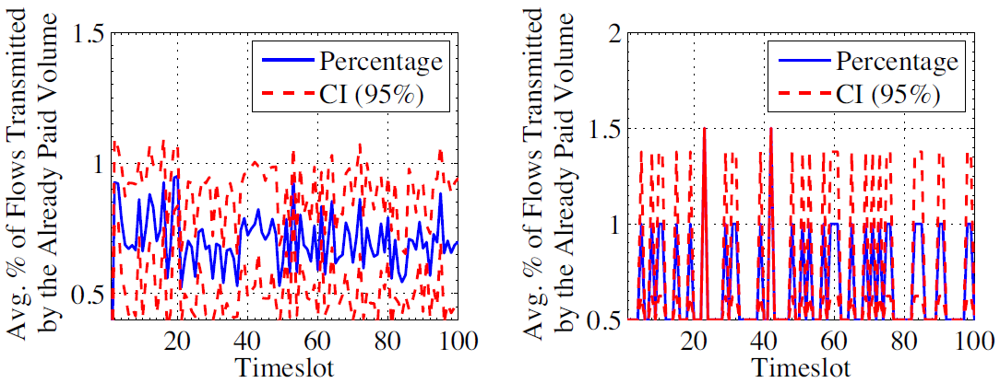 Avg. % of Flows Transmitted
by the Already Paid Volume
1.5
1
0.5
20 40 60 80 100
Timeslot
Percentage
CI (95%)
Avg. % of Flows Transmitted
by the Already Paid Volume
2
1.5
1
0.5
20 40 60 80 100
Timeslot
Percentage
CI (95%)